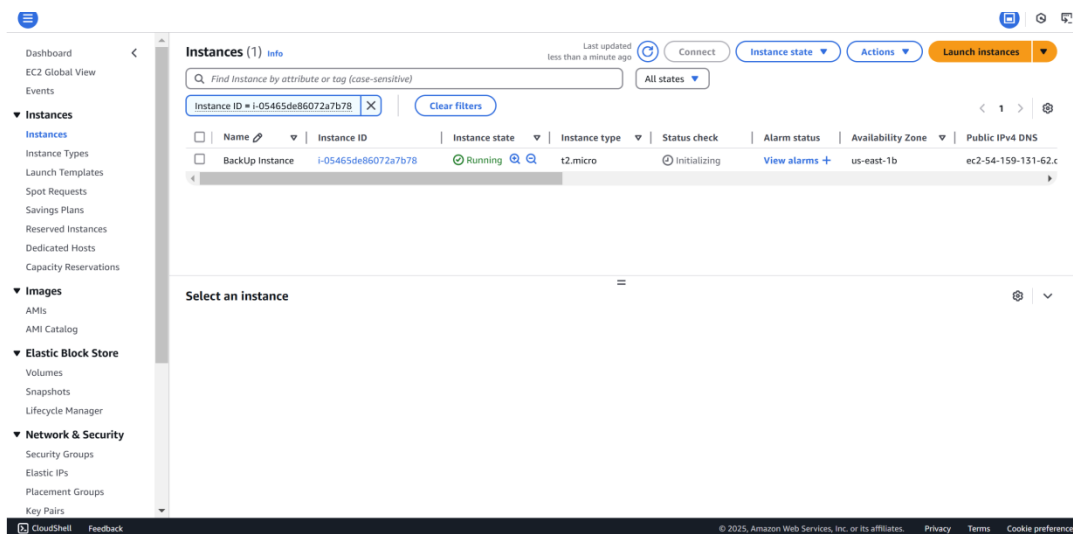 Dashboard
EC2 Global View
Events
Instances
Instances
Instance Types
Launch Templates
Spot Requests
Savings Plans
Reserved Instances
Dedicated Hosts
Capacity Reservations
Images
AMIs
AMI Catalog
Elastic Block Store
Volumes
Snapshots
Lifecycle Manager
Network & Security
Security Groups
Elastic IPs
Placement Groups
Key Pairs
Instances (1) Info
Last updated
less than a minute ago
Connect
Instance state
Actions
Launch instances
Find Instance by attribute or tag (case-sensitive)
All states
Instance ID = i-05465de86072a7b78
Clear filters
1
Name Instance ID Instance state Instance type Status check Alarm status Availability Zone Public IPv4 DNS
BackUp Instance i-05465de86072a7b78 Running t2.micro Initializing View alarms + us-east-1b ec2-54-159-131-62.c
Select an instance
CloudShell Feedback © 2025, Amazon Web Services, Inc. or its affiliates. Privacy Terms Cookie preference